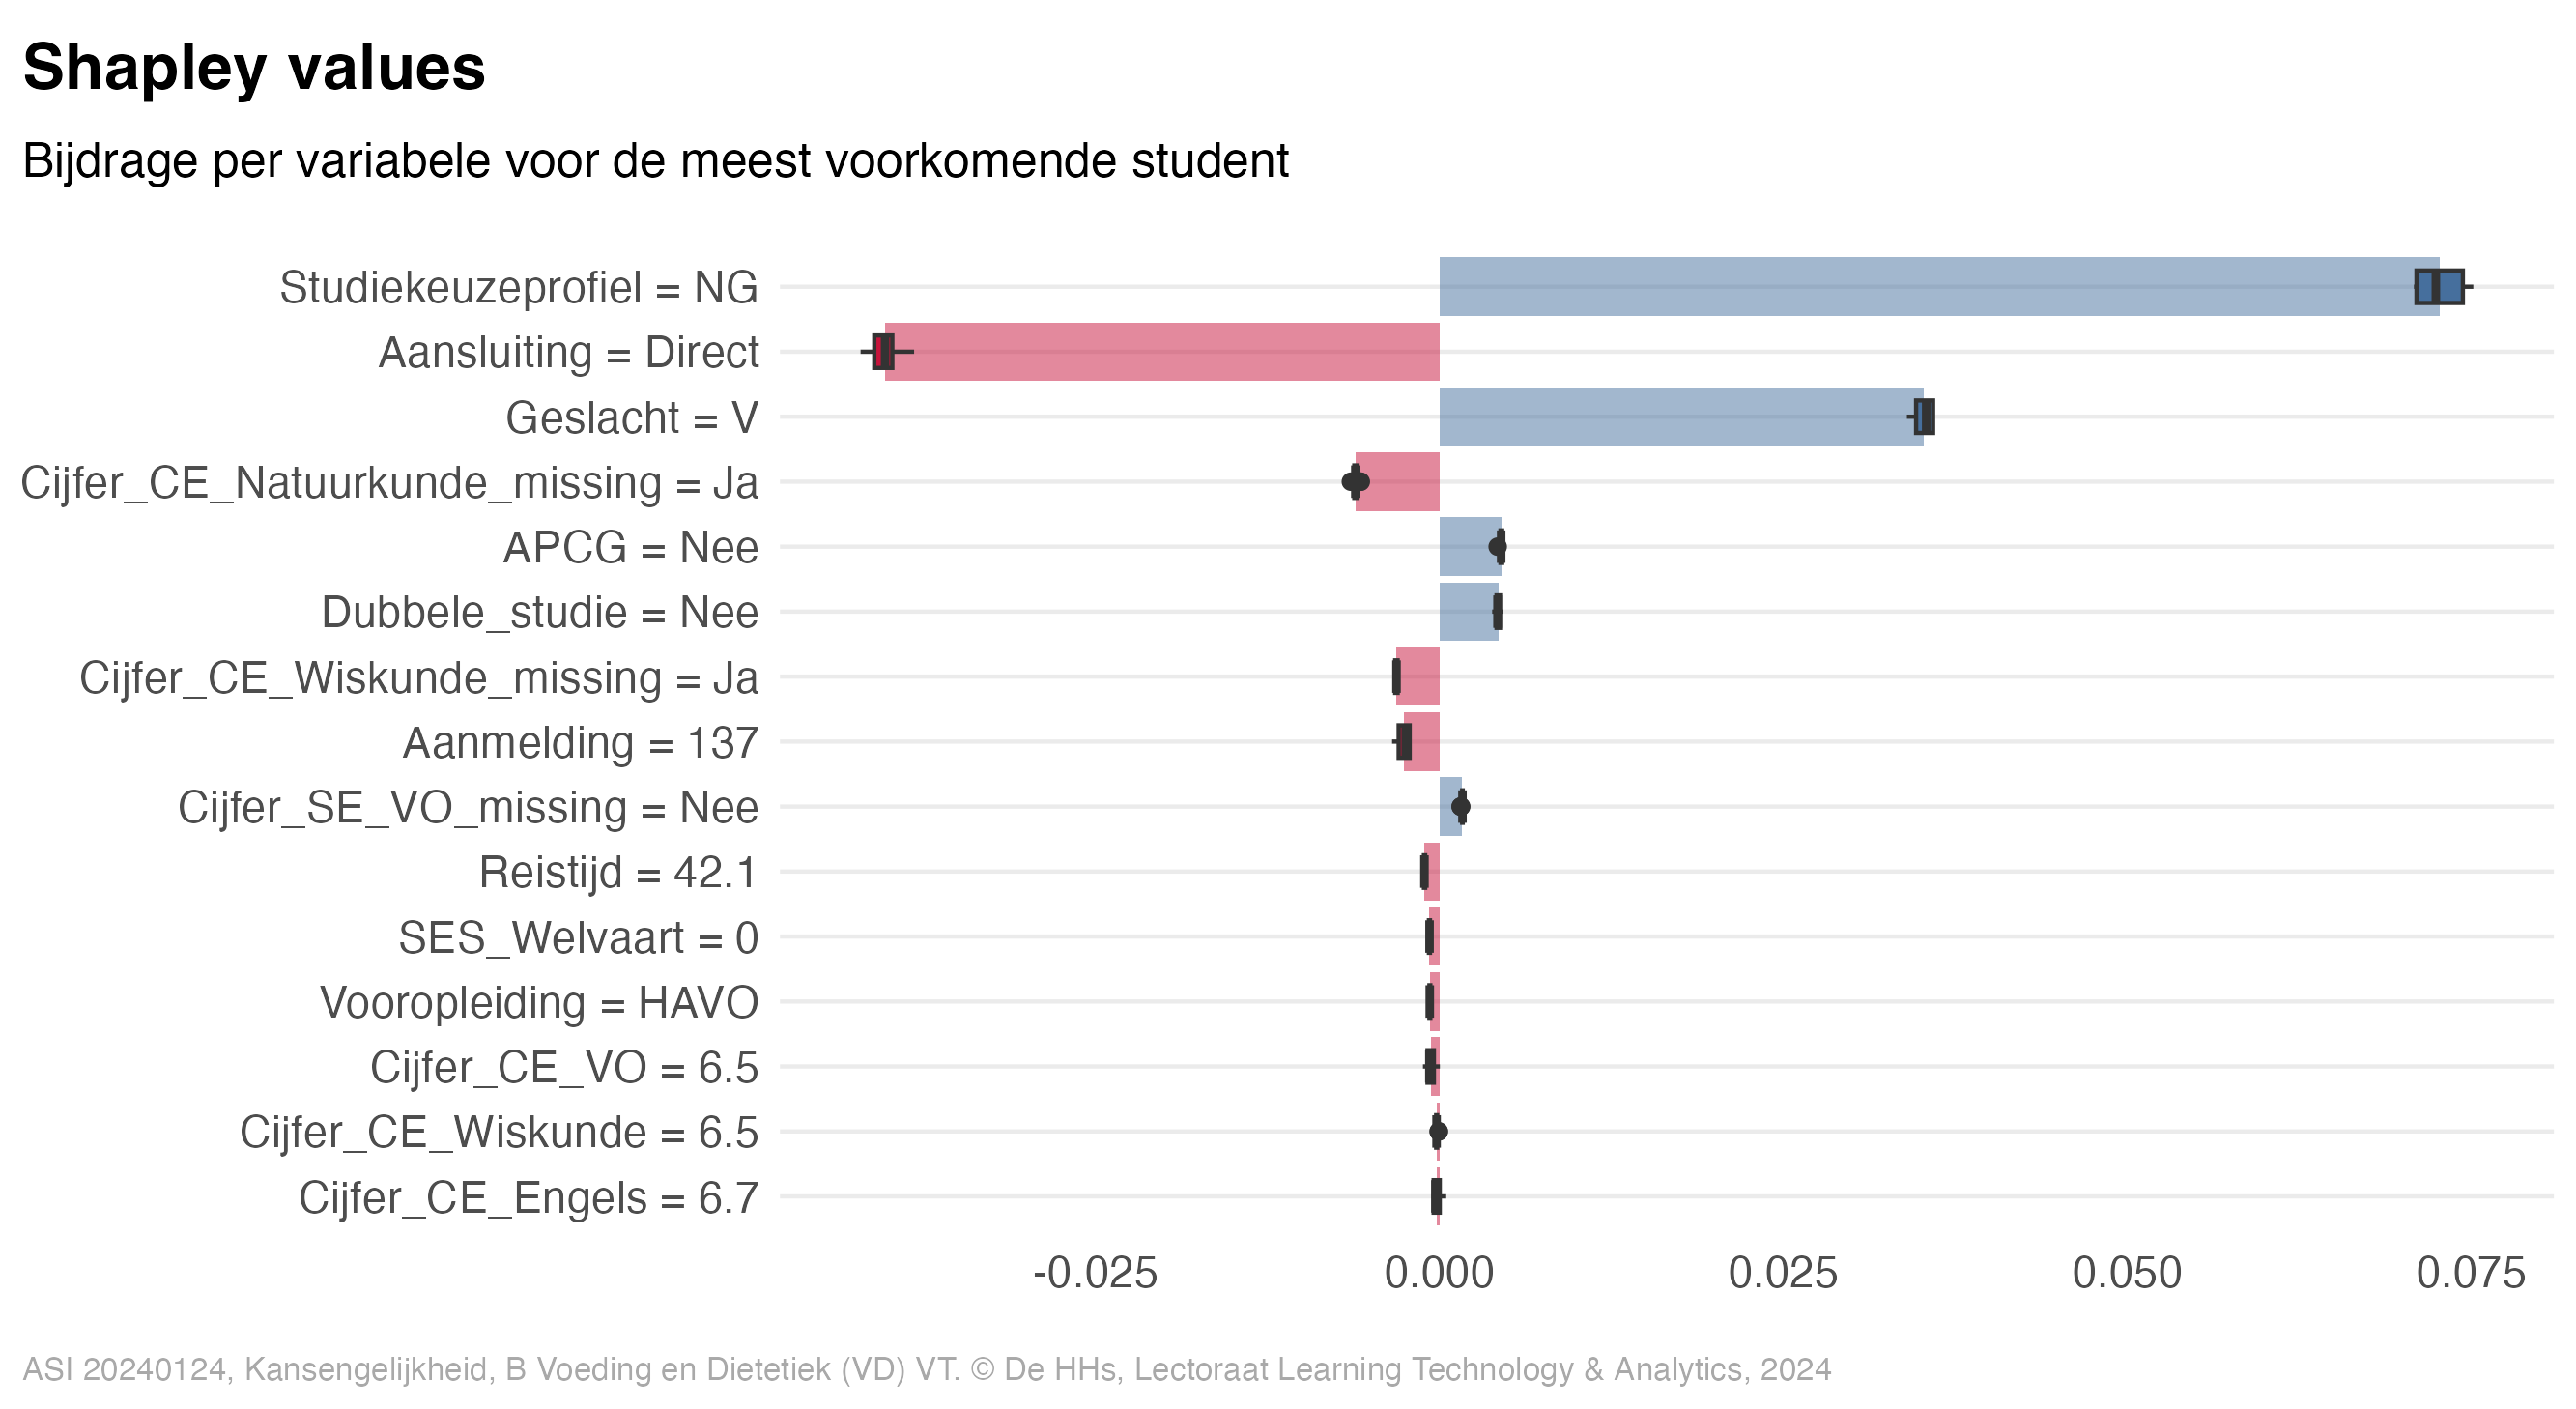 Shapley values
Bijdrage per variabele voor de meest voorkomende student
Studiekeuzeprofiel = NG
Aansluiting = Direct
Geslacht = V
Cijfer_CE_Natuurkunde_missing = Ja
APCG = Nee
Dubbele_studie = Nee
Cijfer_CE_Wiskunde_missing = Ja
Aanmelding = 137
Cijfer_SE_VO_missing = Nee
Reistijd = 42.1
SES_Welvaart = 0
Vooropleiding = HAVO
Cijfer_CE_VO = 6.5
Cijfer_CE_Wiskunde = 6.5
Cijfer_CE_Engels = 6.7
-0.025 0.000 0.025 0.050 0.075
ASI 20240124, Kansengelijkheid, B Voeding en Dietetiek (VD) VT. © De HHs, Lectoraat Learning Technology & Analytics, 2024